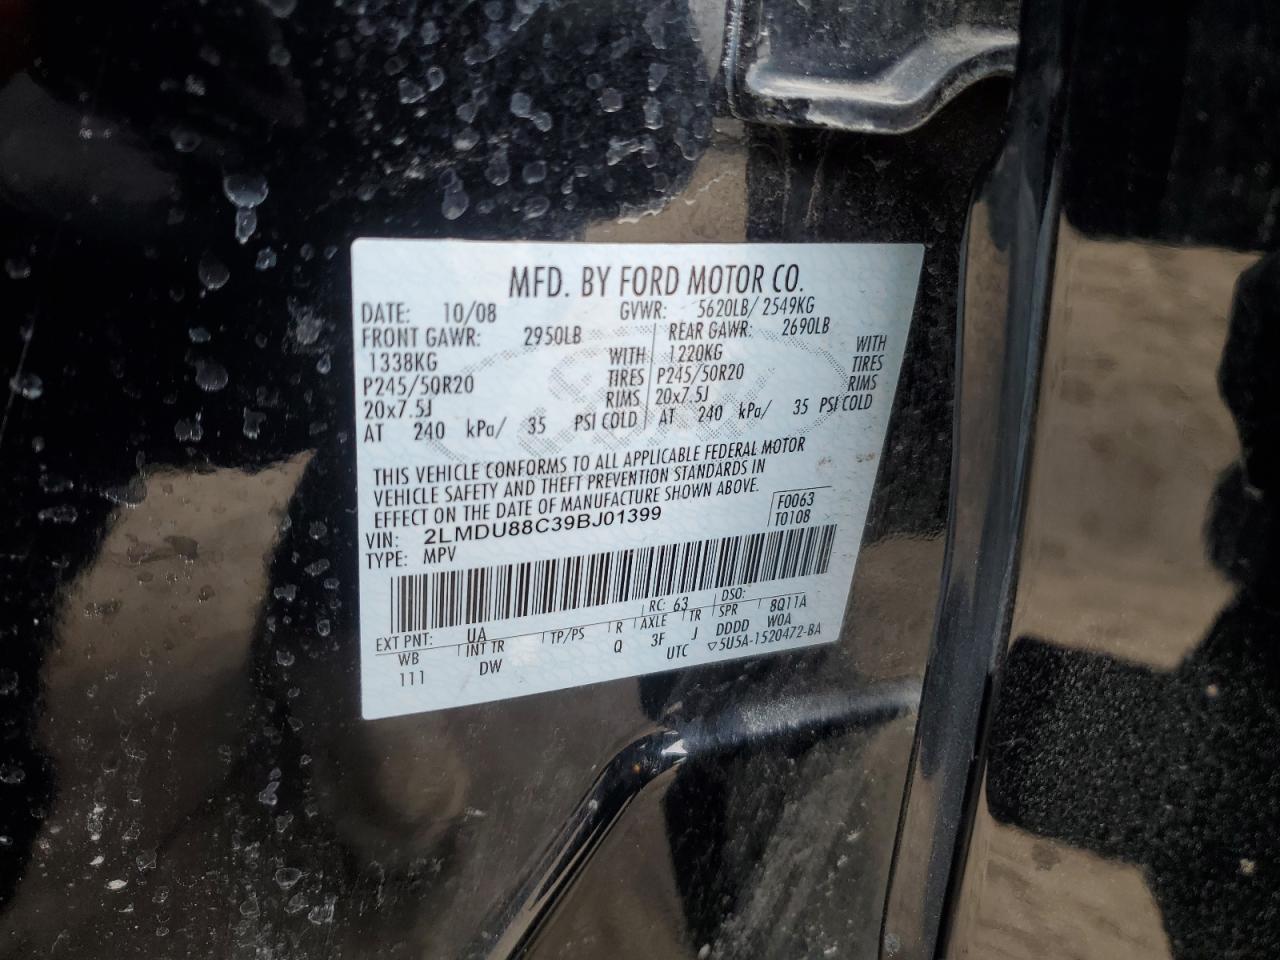 MFD. BY FORD MOTOR CO.
DATE: 10/08 GVWR: 5620LB/ 2549KG
FRONT GAWR: 2950LB REAR GAWR: 2690LB
1338KG WITH 1220KG WITH
P245/50R20 TIRES P245/50R20 TIRES
20x7.5J RIMS 20x7.5J RIMS
AT 240 kPa/ 35 PSI COLD AT 240 kPa/ 35 PSI COLD
THIS VEHICLE CONFORMS TO ALL APPLICABLE FEDERAL MOTOR
VEHICLE SAFETY AND THEFT PREVENTION STANDARDS IN
EFFECT ON THE DATE OF MANUFACTURE SHOWN ABOVE.
VIN: 2LMDU88C39BJ01399 F0063
TYPE: MPV T0108
EXT PNT: UA RC: 63 DSO:
WB INT TR TP/PS R AXLE TR SPR 8Q11A
111 DW Q 3F J DDDD WOA
UTC ▽5U5A-1520472-BA